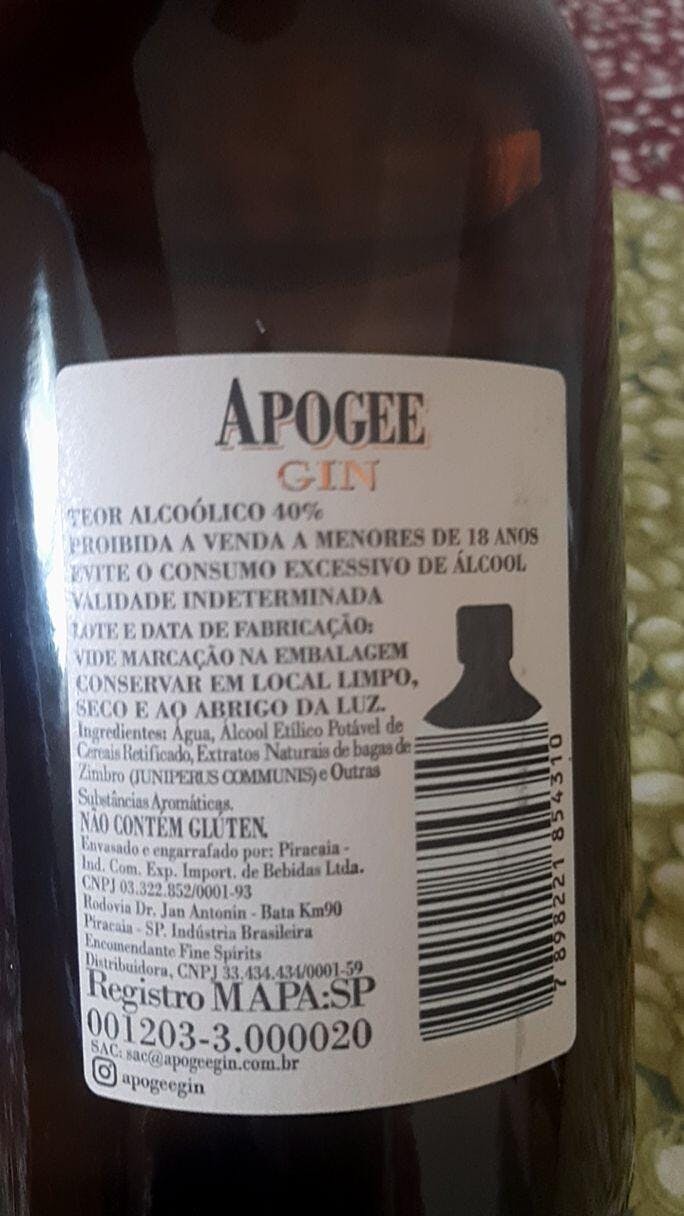 APOGEE
GIN
TEOR ALCOÓLICO 40%
PROIBIDA A VENDA A MENORES DE 18 ANOS
EVITE O CONSUMO EXCESSIVO DE ÁLCOOL
VALIDADE INDETERMINADA
LOTE E DATA DE FABRICAÇÃO:
VIDE MARCAÇÃO NA EMBALAGEM
CONSERVAR EM LOCAL LIMPO,
SECO E AO ABRIGO DA LUZ.
Ingredientes: Água, Álcool Etílico Potável de
Cereais Retificado, Extratos Naturais de bagas de
Zimbro (JUNIPERUS COMMUNIS) e Outras
Substâncias Aromáticas.
NÃO CONTÉM GLÚTEN.
Envasado e engarrafado por: Piracaia -
Ind. Com. Exp. Import. de Bebidas Ltda.
CNPJ 03.322.852/0001-93
Rodovia Dr. Jan Antonin - Bata Km90
Piracaia - SP. Indústria Brasileira
Encomendante Fine Spirits
Distribuidora, CNPJ 33.434.434/0001-59
Registro MAPA:SP
001203-3.000020
SAC: sac@apogeegin.com.br
apogeegin
7 898221 854310